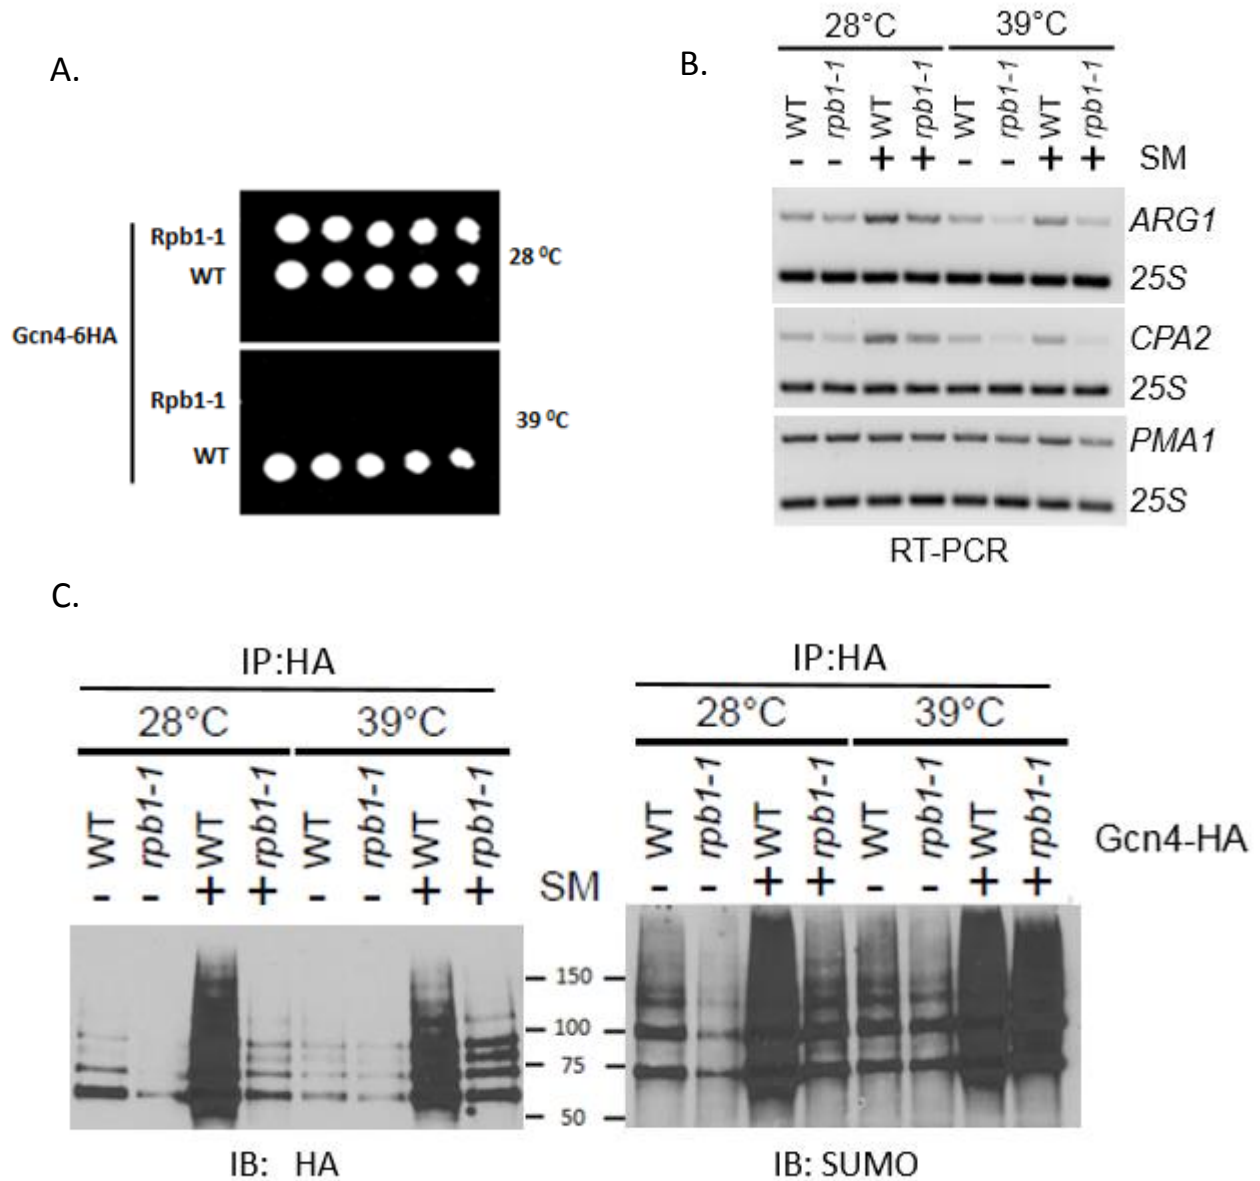 A.
Rpb1-1
WT
28 ⁰C
Gcn4-6HA
Rpb1-1
WT
39 ⁰C
B.
28°C 39°C
WT rpb1-1 WT rpb1-1 WT rpb1-1 WT rpb1-1
- - + + - - + + SM
ARG1
25S
CPA2
25S
PMA1
25S
RT-PCR
C.
IP:HA
28°C 39°C
WT rpb1-1 WT rpb1-1 WT rpb1-1 WT rpb1-1
- - + + - - + + SM
150
100
75
50
IB: HA
IP:HA
28°C 39°C
WT rpb1-1 WT rpb1-1 WT rpb1-1 WT rpb1-1
Gcn4-HA
- - + + - - + +
IB: SUMO